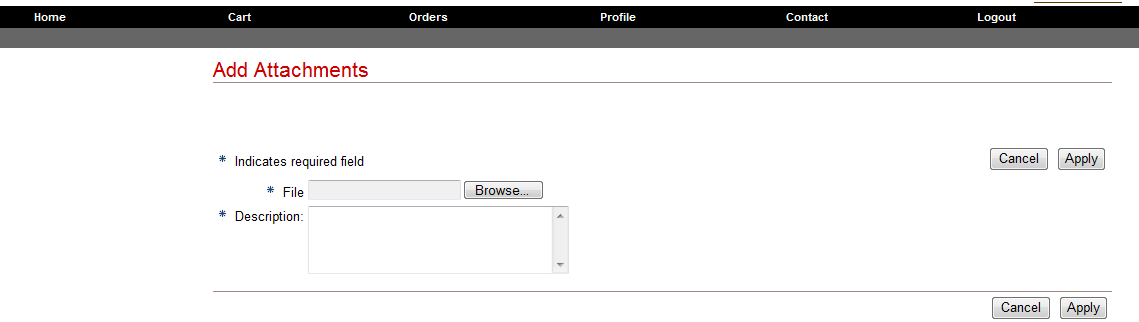 Home Cart Orders Profile Contact Logout
Add Attachments
* Indicates required field Cancel Apply
* File Browse...
* Description:
Cancel Apply